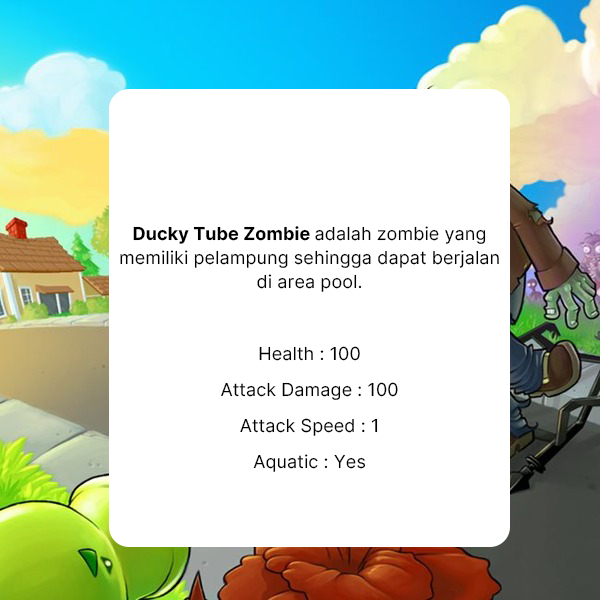 Ducky Tube Zombie adalah zombie yang
memiliki pelampung sehingga dapat berjalan
di area pool.
Health : 100
Attack Damage : 100
Attack Speed : 1
Aquatic : Yes